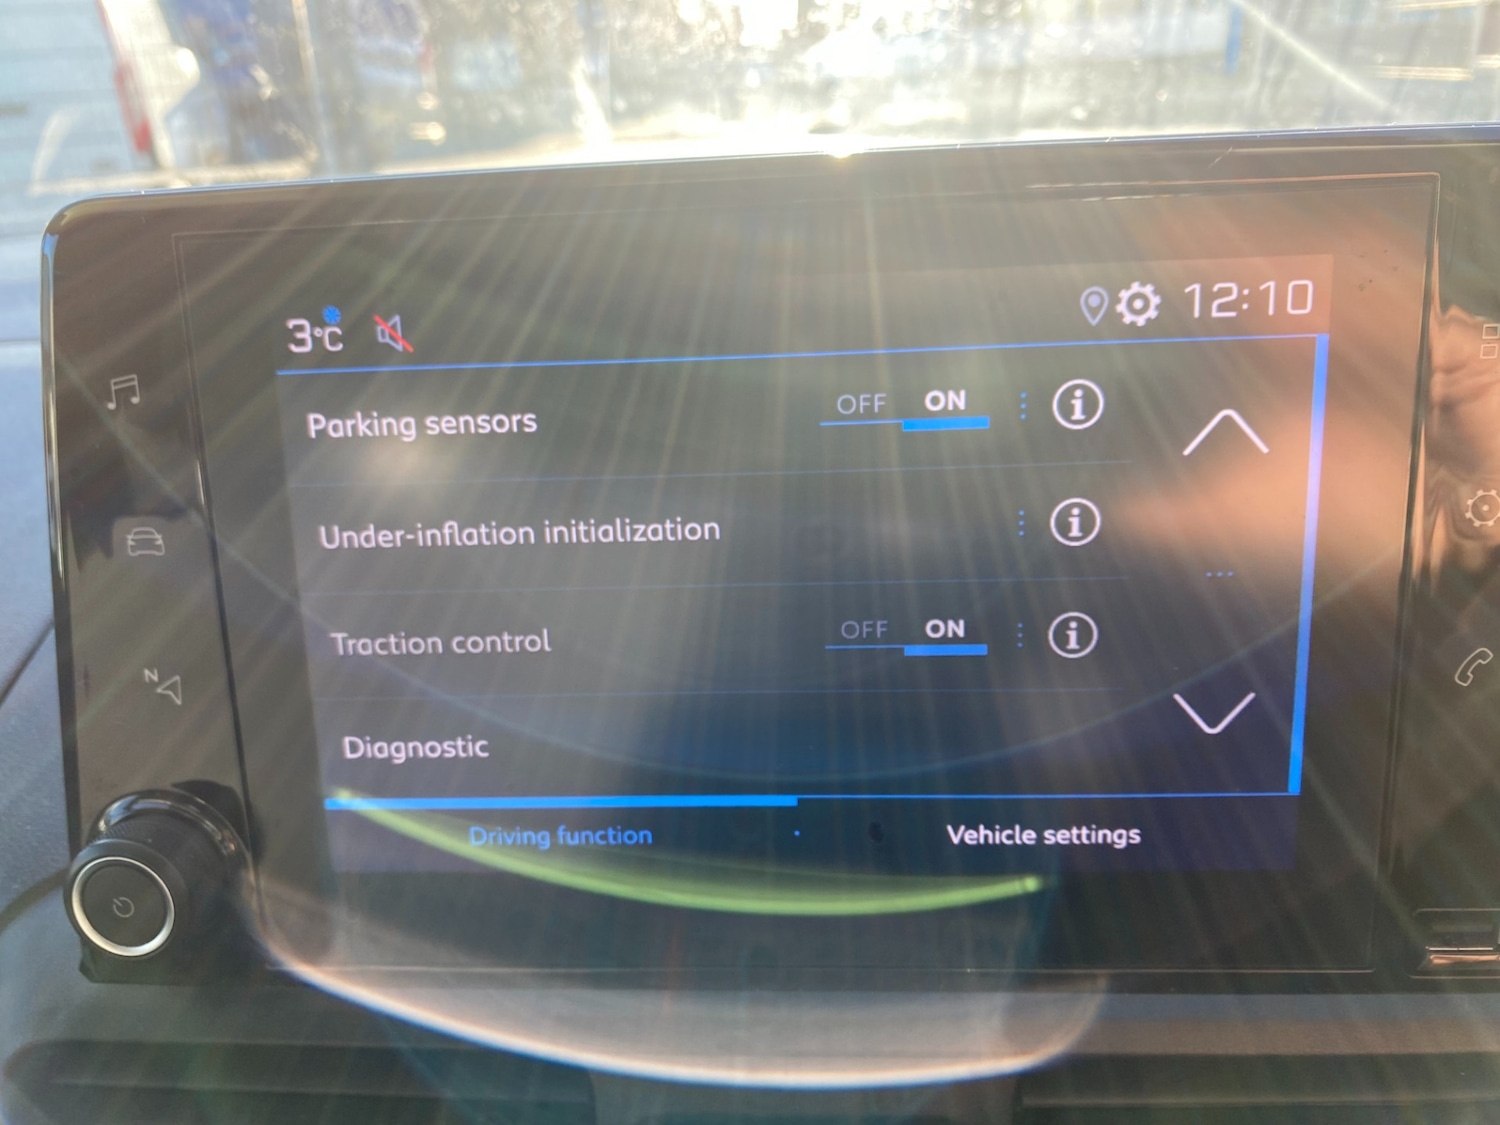 3°C
12:10
Parking sensors OFF ON
Under-inflation initialization
Traction control OFF ON
N
Diagnostic
Driving function Vehicle settings